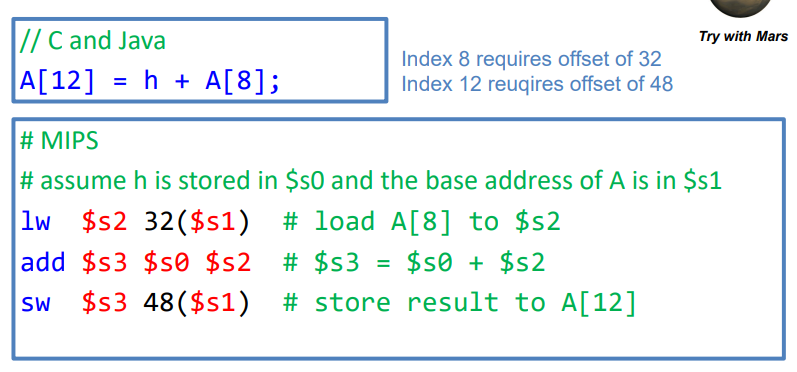 // C and Java
A[12] = h + A[8];
Try with Mars
Index 8 requires offset of 32
Index 12 reuqires offset of 48
# MIPS
# assume h is stored in $s0 and the base address of A is in $s1
lw $s2 32($s1) # load A[8] to $s2
add $s3 $s0 $s2 # $s3 = $s0 + $s2
sw $s3 48($s1) # store result to A[12]